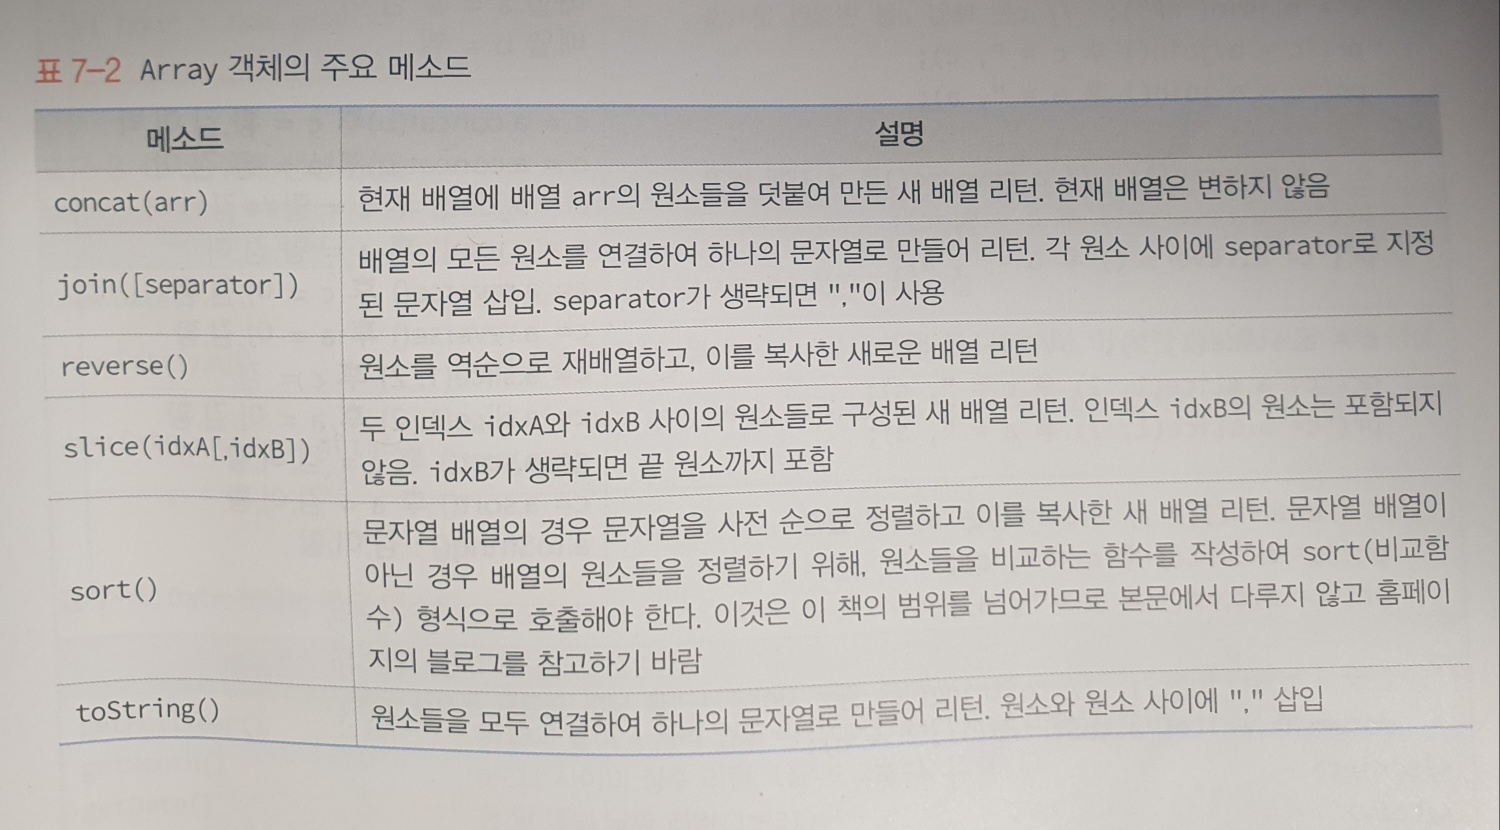 표 7-2 Array 객체의 주요 메소드
메소드 설명
concat(arr) 현재 배열에 배열 arr의 원소들을 덧붙여 만든 새 배열 리턴. 현재 배열은 변하지 않음
join([separator]) 배열의 모든 원소를 연결하여 하나의 문자열로 만들어 리턴. 각 원소 사이에 separator로 지정
된 문자열 삽입. separator가 생략되면 ","이 사용
reverse() 원소를 역순으로 재배열하고, 이를 복사한 새로운 배열 리턴
slice(idxA[,idxB]) 두 인덱스 idxA와 idxB 사이의 원소들로 구성된 새 배열 리턴. 인덱스 idxB의 원소는 포함되지
않음. idxB가 생략되면 끝 원소까지 포함
sort() 문자열 배열의 경우 문자열을 사전 순으로 정렬하고 이를 복사한 새 배열 리턴. 문자열 배열이
아닌 경우 배열의 원소들을 정렬하기 위해, 원소들을 비교하는 함수를 작성하여 sort(비교함
수) 형식으로 호출해야 한다. 이것은 이 책의 범위를 넘어가므로 본문에서 다루지 않고 홈페이
지의 블로그를 참고하기 바람
toString() 원소들을 모두 연결하여 하나의 문자열로 만들어 리턴. 원소와 원소 사이에 "," 삽입